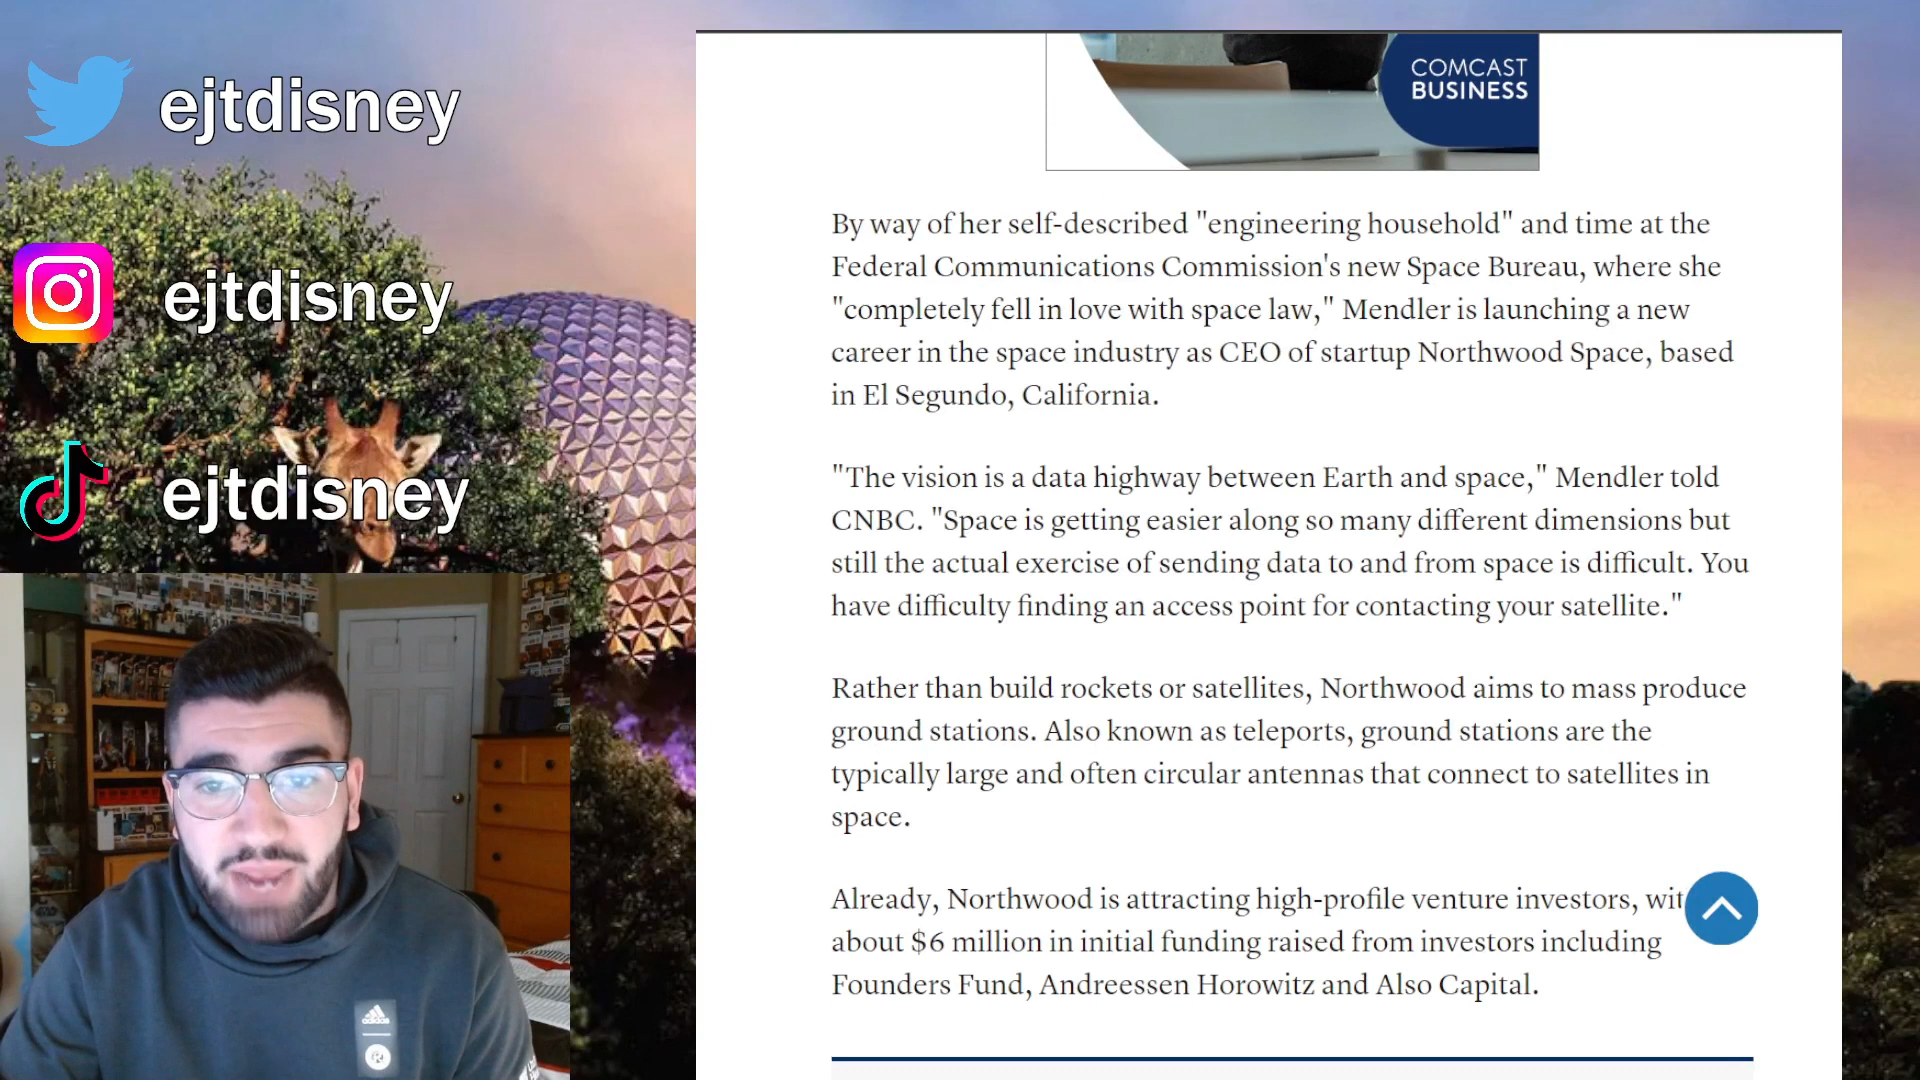 ejtdisney
ejtdisney
ejtdisney
adidas
COMCAST
BUSINESS
By way of her self-described "engineering household" and time at the
Federal Communications Commission's new Space Bureau, where she
"completely fell in love with space law," Mendler is launching a new
career in the space industry as CEO of startup Northwood Space, based
in El Segundo, California.
"The vision is a data highway between Earth and space," Mendler told
CNBC. "Space is getting easier along so many different dimensions but
still the actual exercise of sending data to and from space is difficult. You
have difficulty finding an access point for contacting your satellite."
Rather than build rockets or satellites, Northwood aims to mass produce
ground stations. Also known as teleports, ground stations are the
typically large and often circular antennas that connect to satellites in
space.
Already, Northwood is attracting high-profile venture investors, wit
about $6 million in initial funding raised from investors including
Founders Fund, Andreessen Horowitz and Also Capital.